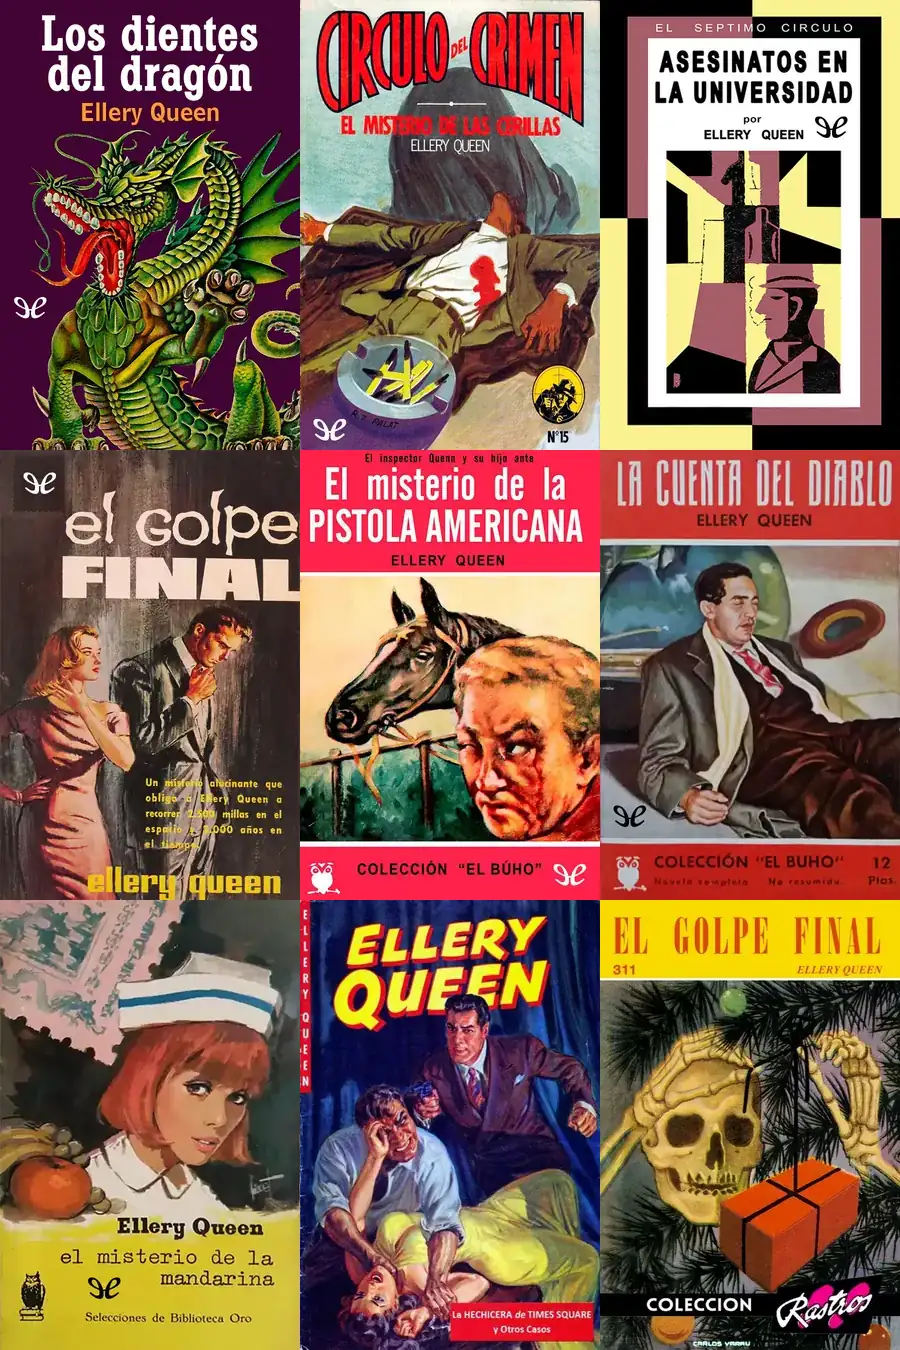 Los dientes
del dragón
Ellery Queen
CIRCULO DEL CRIMEN
EL MISTERIO DE LAS CERILLAS
ELLERY QUEEN
R. T. PALAT
Nº15
EL SEPTIMO CIRCULO
ASESINATOS EN
LA UNIVERSIDAD
por
ELLERY QUEEN
el Golpe
FINAL
Un misterio alucinante que
obliga a Ellery Queen a
recorrer 2.500 millas en el
espacio y 2.000 años en
el tiempo.
ellery queen
El inspector Queen y su hijo ante
El misterio de la
PISTOLA AMERICANA
ELLERY QUEEN
COLECCIÓN "EL BÚHO"
LA CUENTA DEL DIABLO
ELLERY QUEEN
COLECCIÓN "EL BUHO"
12
Novela completa No resumida.
Ptas.
Ellery Queen
el misterio de la
mandarina
Selecciones de Biblioteca Oro
ELLERY QUEEN
ELLERY
QUEEN
La HECHICERA de TIMES SQUARE
y Otros Casos
EL GOLPE FINAL
311
ELLERY QUEEN
COLECCION
Rastros